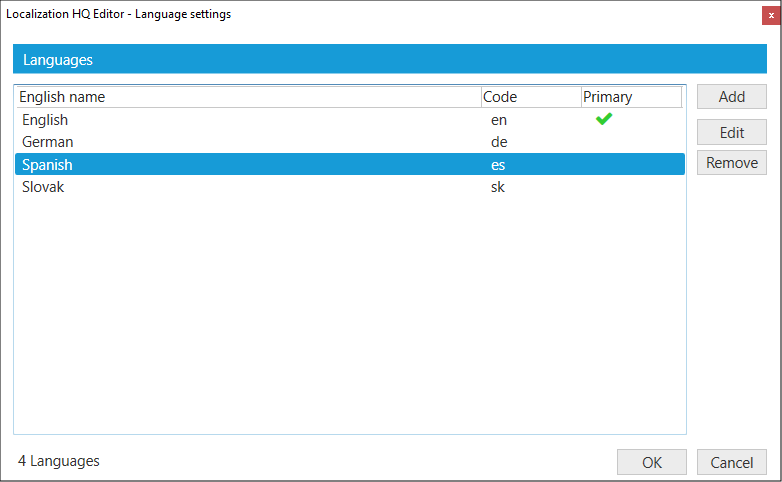 Localization HQ Editor - Language settings
x
Languages
English name Code Primary
Add
English en
Edit
German de
Spanish es
Remove
Slovak sk
4 Languages
OK
Cancel